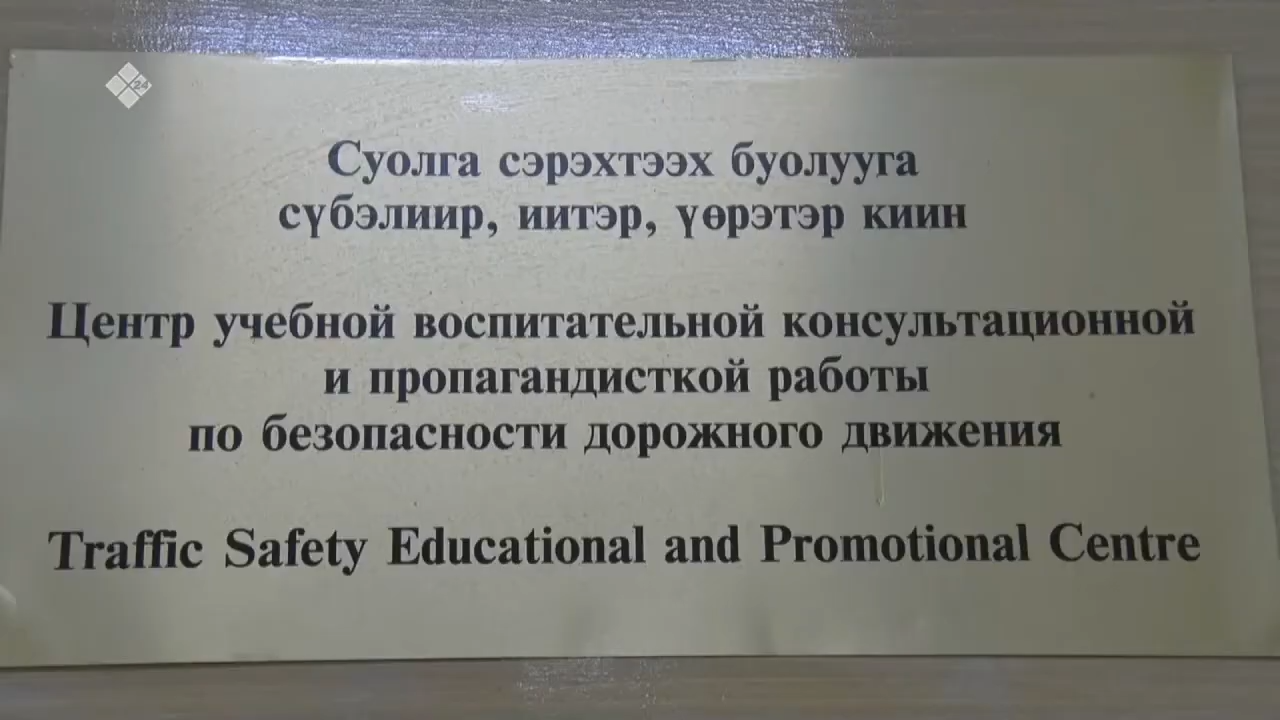 24
Суолга сэрэхтээх буолууга
сүбэлиир, иитэр, үөрэтэр киин
Центр учебной воспитательной консультационной
и пропагандисткой работы
по безопасности дорожного движения
Traffic Safety Educational and Promotional Centre